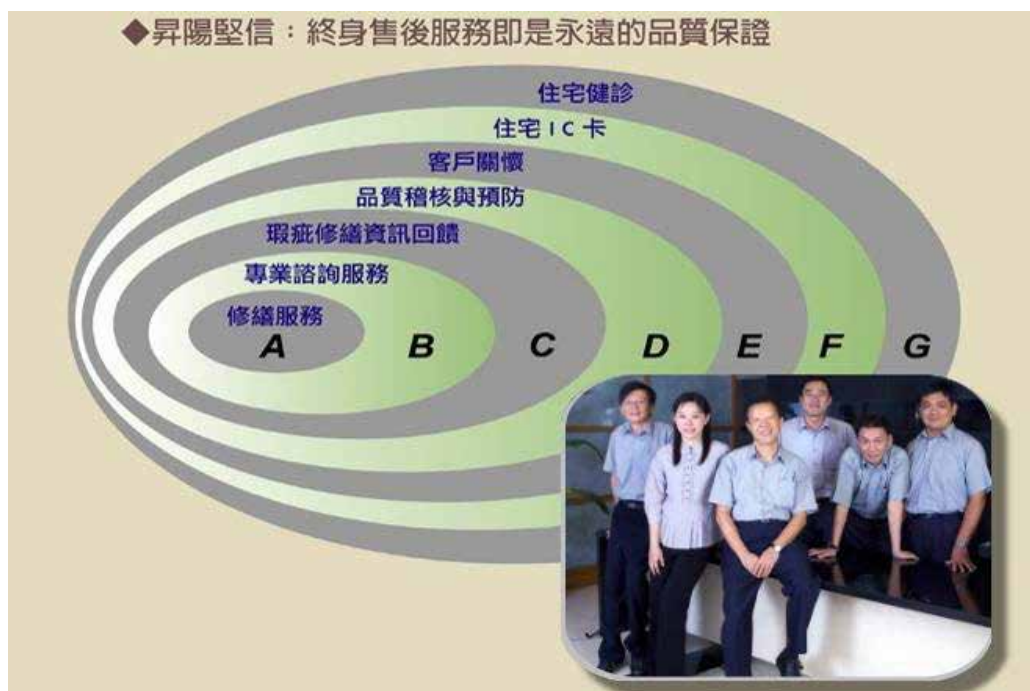 ◆昇陽堅信：終身售後服務即是永遠的品質保證
住宅健診
住宅IC卡
客戶關懷
品質稽核與預防
瑕疵修繕資訊回饋
專業諮詢服務
修繕服務
A B C D E F G